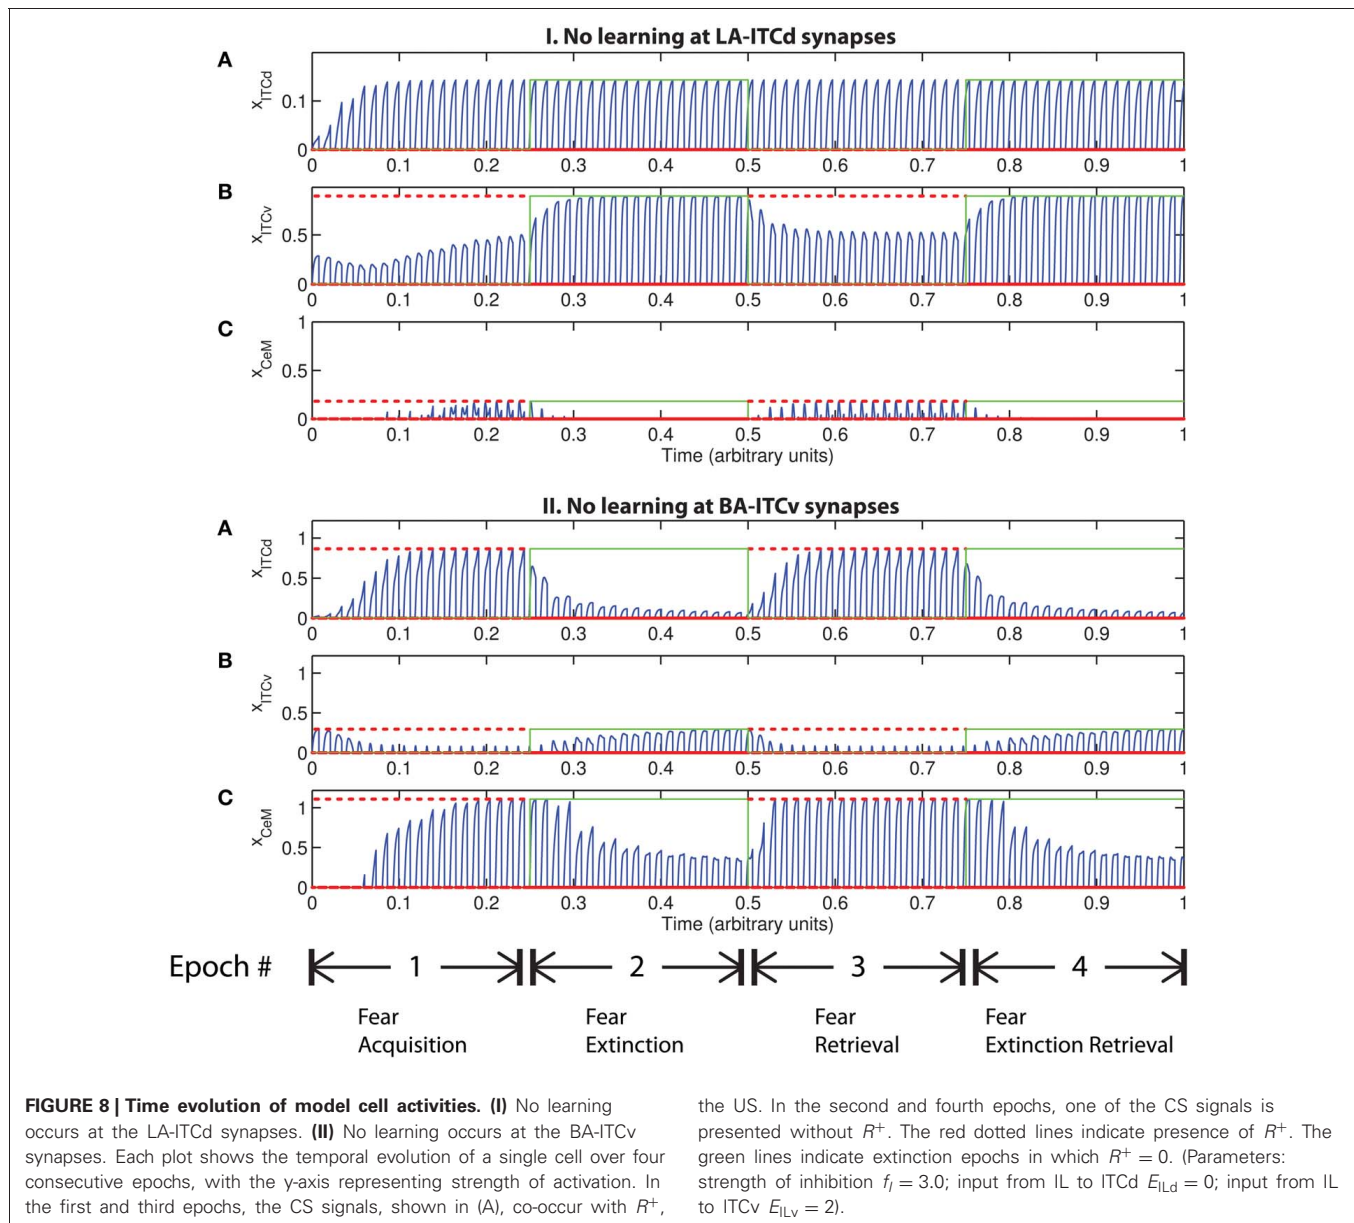 I. No learning at LA-ITCd synapses
A
x_ITCd
0.1
0
0 0.1 0.2 0.3 0.4 0.5 0.6 0.7 0.8 0.9 1
B
x_ITCv
0.5
0
0 0.1 0.2 0.3 0.4 0.5 0.6 0.7 0.8 0.9 1
C
x_CeM
1
0.5
0
0 0.1 0.2 0.3 0.4 0.5 0.6 0.7 0.8 0.9 1
Time (arbitrary units)
II. No learning at BA-ITCv synapses
A
x_ITCd
1
0.5
0
0 0.1 0.2 0.3 0.4 0.5 0.6 0.7 0.8 0.9 1
B
x_ITCv
1
0.5
0
0 0.1 0.2 0.3 0.4 0.5 0.6 0.7 0.8 0.9 1
C
x_CeM
1
0.5
0
0 0.1 0.2 0.3 0.4 0.5 0.6 0.7 0.8 0.9 1
Time (arbitrary units)
Epoch # 1 2 3 4
Fear
Acquisition
Fear
Extinction
Fear
Retrieval
Fear
Extinction Retrieval
FIGURE 8 | Time evolution of model cell activities. (I) No learning
occurs at the LA-ITCd synapses. (II) No learning occurs at the BA-ITCv
synapses. Each plot shows the temporal evolution of a single cell over four
consecutive epochs, with the y-axis representing strength of activation. In
the first and third epochs, the CS signals, shown in (A), co-occur with R⁺,
the US. In the second and fourth epochs, one of the CS signals is
presented without R⁺. The red dotted lines indicate presence of R⁺. The
green lines indicate extinction epochs in which R⁺ = 0. (Parameters:
strength of inhibition f_I = 3.0; input from IL to ITCd E_ILd = 0; input from IL
to ITCv E_ILv = 2).